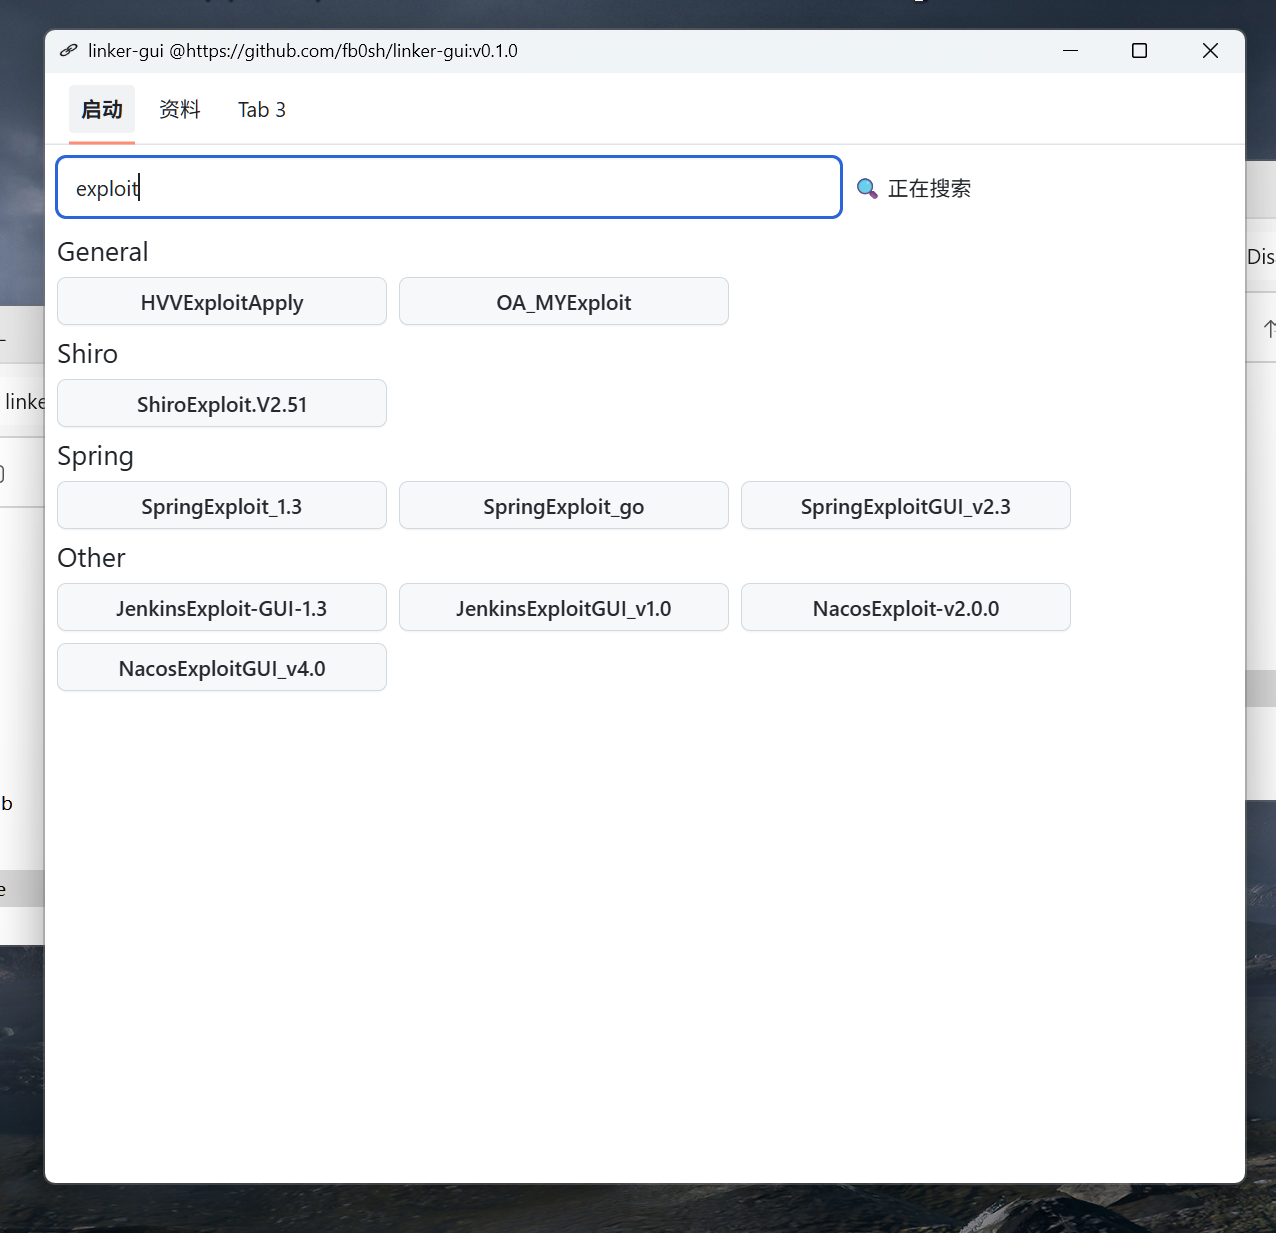 linker-gui @https://github.com/fb0sh/linker-gui:v0.1.0
启动 资料 Tab 3
exploit 正在搜索
General
HVVExploitApply OA_MYExploit
Shiro
ShiroExploit.V2.51
Spring
SpringExploit_1.3 SpringExploit_go SpringExploitGUI_v2.3
Other
JenkinsExploit-GUI-1.3 JenkinsExploitGUI_v1.0 NacosExploit-v2.0.0
NacosExploitGUI_v4.0
Dis
linke
b
e